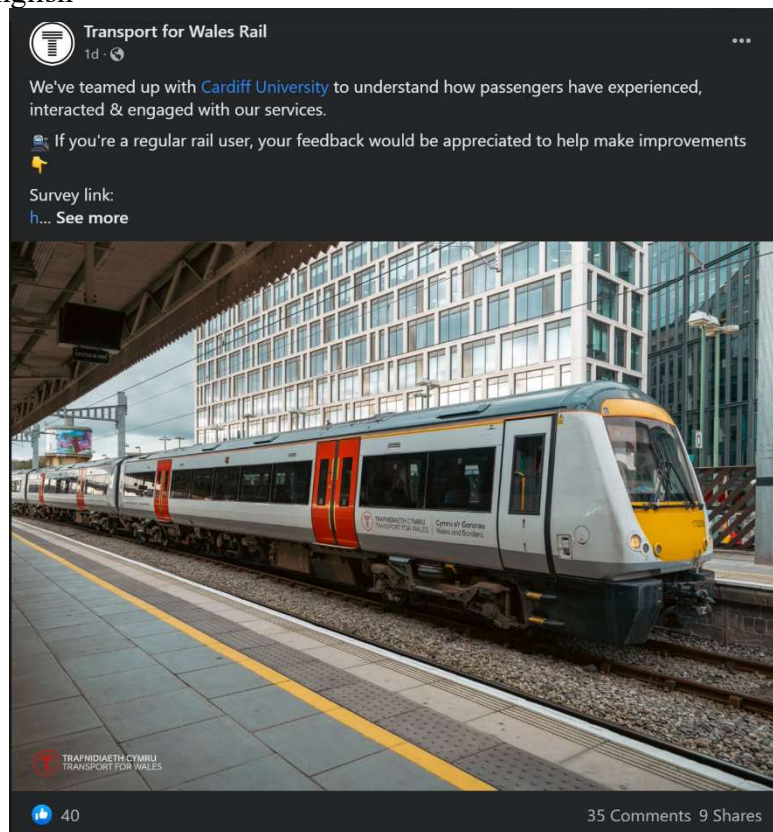 Transport for Wales Rail
1d
We've teamed up with Cardiff University to understand how passengers have experienced,
interacted & engaged with our services.
If you're a regular rail user, your feedback would be appreciated to help make improvements
Survey link:
h... See more
TRAFNIDIAETH CYMRU
TRANSPORT FOR WALES
Cymru a'r Gororau
Wales and Borders
TRAFNIDIAETH CYMRU
TRANSPORT FOR WALES
40
35 Comments 9 Shares